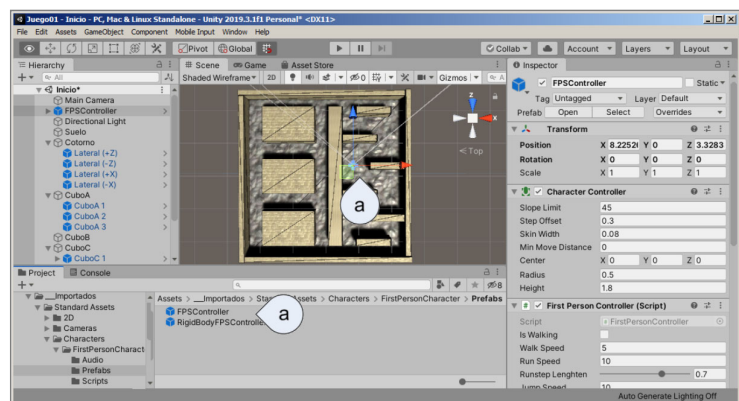 Juego01 - Inicio - PC, Mac & Linux Standalone - Unity 2019.3.1f1 Personal* <DX11>
File Edit Assets GameObject Component Mobile Input Window Help
Pivot Global Collab Account Layers Layout
Hierarchy
All
Inicio*
Main Camera
FPSController
Directional Light
Suelo
Cotorno
Lateral (+Z)
Lateral (-Z)
Lateral (+X)
Lateral (-X)
CuboA
CuboA 1
CuboA 2
CuboA 3
CuboB
CuboC
CuboC 1
Scene Game Asset Store
Shaded Wireframe 2D 0 Gizmos A
z
x
Top
a
Project Console
8
__Importados
Standard Assets
2D
Cameras
Characters
FirstPersonCharact
Audio
Prefabs
Scripts
Assets > __Importados > Sta ssets > Characters > FirstPersonCharacter > Prefabs
FPSController
RigidBodyFPSControlle
a
Inspector
FPSController Static
Tag Untagged Layer Default
Prefab Open Select Overrides
Transform
Position X 8.2252 Y 0 Z 3.3283
Rotation X 0 Y 0 Z 0
Scale X 1 Y 1 Z 1
Character Controller
Slope Limit 45
Step Offset 0.3
Skin Width 0.08
Min Move Distance 0
Center X 0 Y 0 Z 0
Radius 0.5
Height 1.8
First Person Controller (Script)
Script FirstPersonController
Is Walking
Walk Speed 5
Run Speed 10
Runstep Lenghten 0.7
Jump Speed 10
Auto Generate Lighting Off